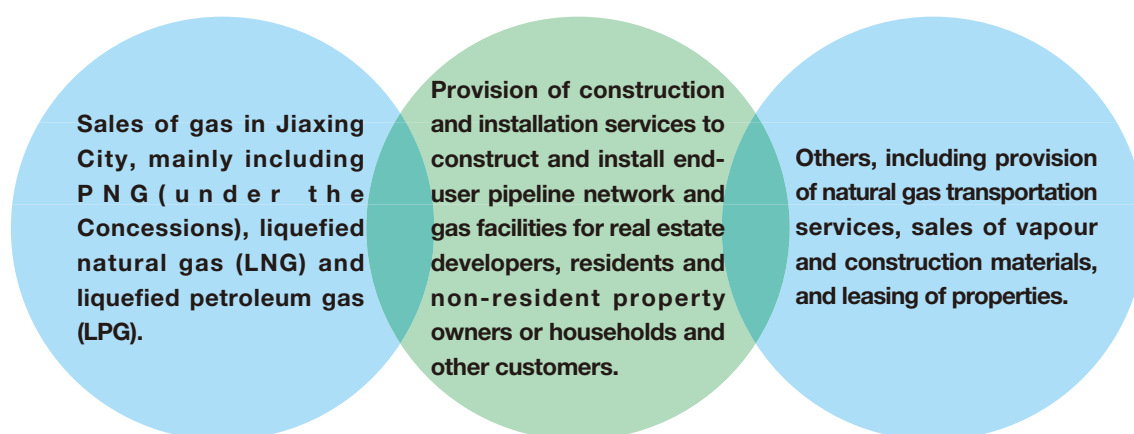 Sales of gas in Jiaxing
City, mainly including
PNG(under the
Concessions), liquefied
natural gas (LNG) and
liquefied petroleum gas
(LPG).
Provision of construction
and installation services to
construct and install end-
user pipeline network and
gas facilities for real estate
developers, residents and
non-resident property
owners or households and
other customers.
Others, including provision
of natural gas transportation
services, sales of vapour
and construction materials,
and leasing of properties.